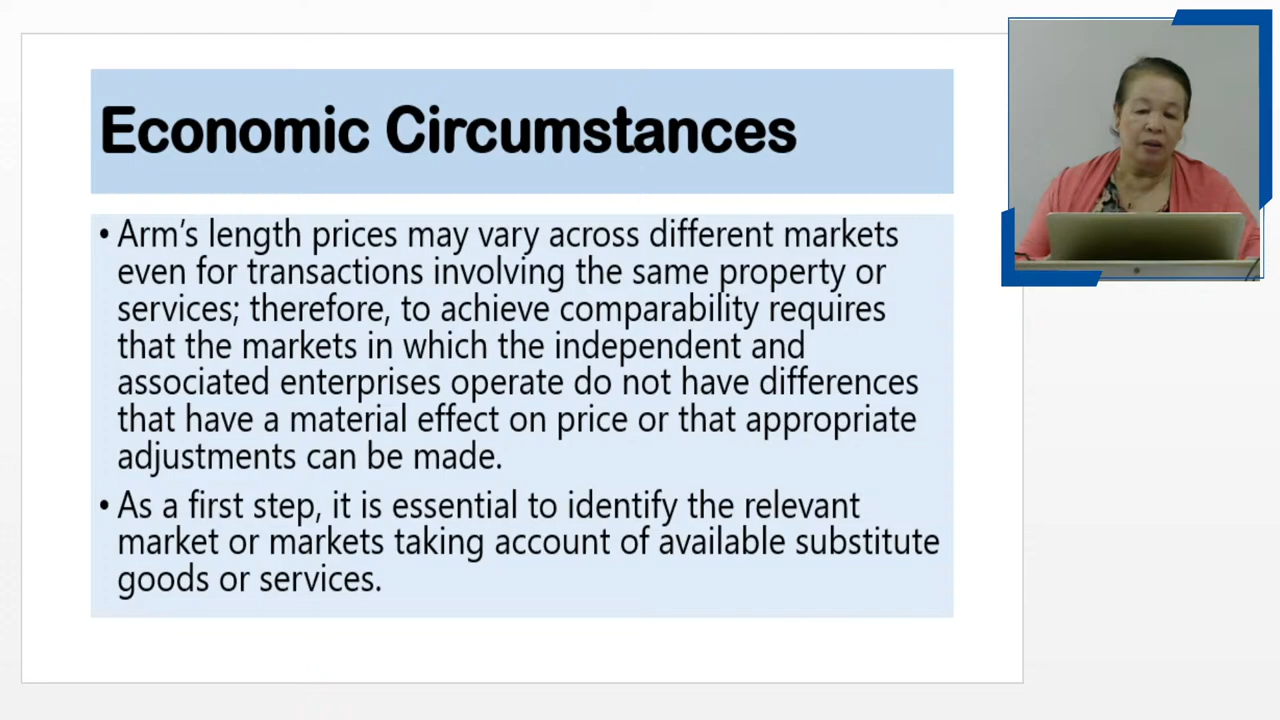 Economic Circumstances
• Arm's length prices may vary across different markets
even for transactions involving the same property or
services; therefore, to achieve comparability requires
that the markets in which the independent and
associated enterprises operate do not have differences
that have a material effect on price or that appropriate
adjustments can be made.
• As a first step, it is essential to identify the relevant
market or markets taking account of available substitute
goods or services.